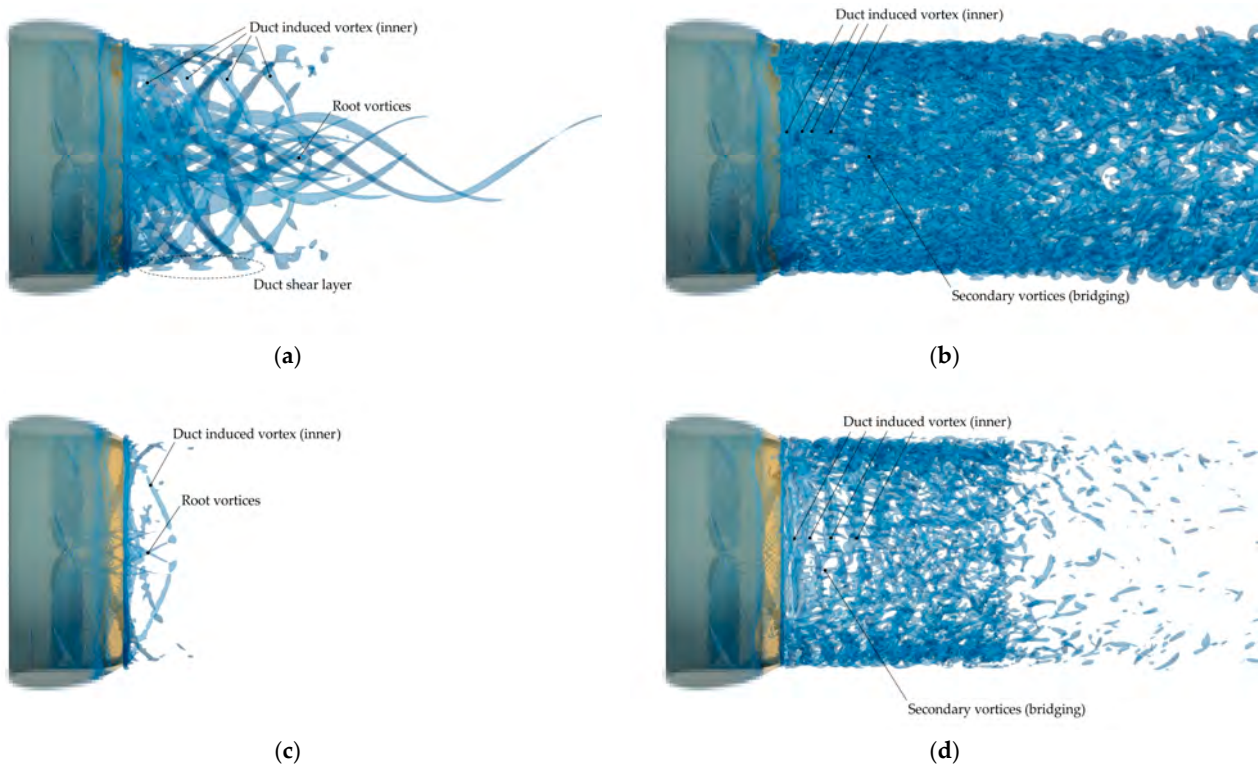 Duct induced vortex (inner)
Root vortices
Duct shear layer
(a)
Duct induced vortex (inner)
Secondary vortices (bridging)
(b)
Duct induced vortex (inner)
Root vortices
(c)
Duct induced vortex (inner)
Secondary vortices (bridging)
(d)